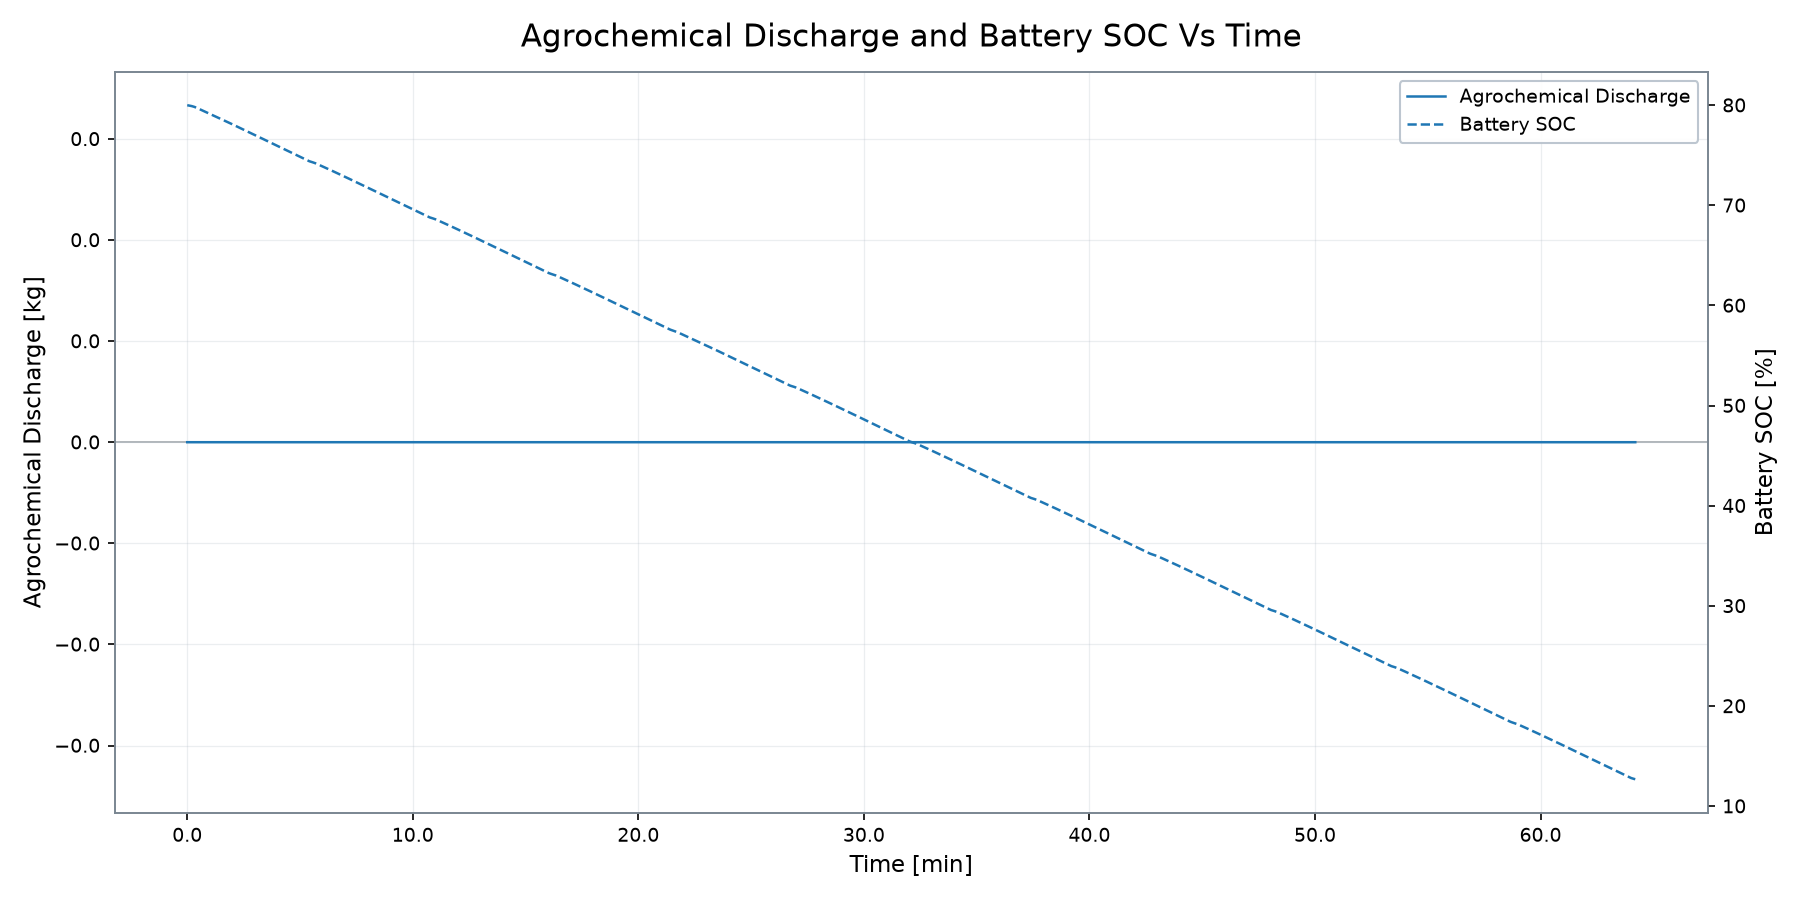 Agrochemical Discharge and Battery SOC Vs Time
Agrochemical Discharge
Battery SOC
Agrochemical Discharge [kg]
0.0
0.0
0.0
0.0
−0.0
−0.0
−0.0
80
70
60
50
40
30
20
10
Battery SOC [%]
0.0 10.0 20.0 30.0 40.0 50.0 60.0
Time [min]